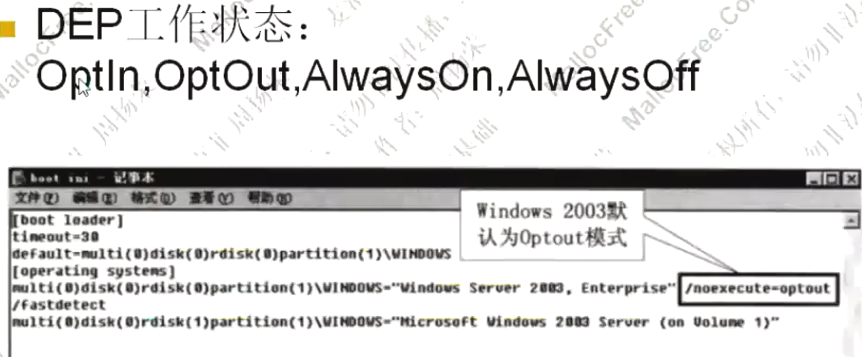 DEP工作状态：
OptIn,OptOut,AlwaysOn,AlwaysOff
boot.ini - 记事本
文件(F) 编辑(E) 格式(O) 查看(V) 帮助(H)
[boot loader]
timeout=30
default=multi(0)disk(0)rdisk(0)partition(1)\WINDOWS
[operating systems]
multi(0)disk(0)rdisk(0)partition(1)\WINDOWS="Windows Server 2003, Enterprise" /noexecute=optout
/fastdetect
multi(0)disk(0)rdisk(1)partition(1)\WINDOWS="Microsoft Windows 2003 Server (on Volume 1)"
Windows 2003默
认为Optout模式